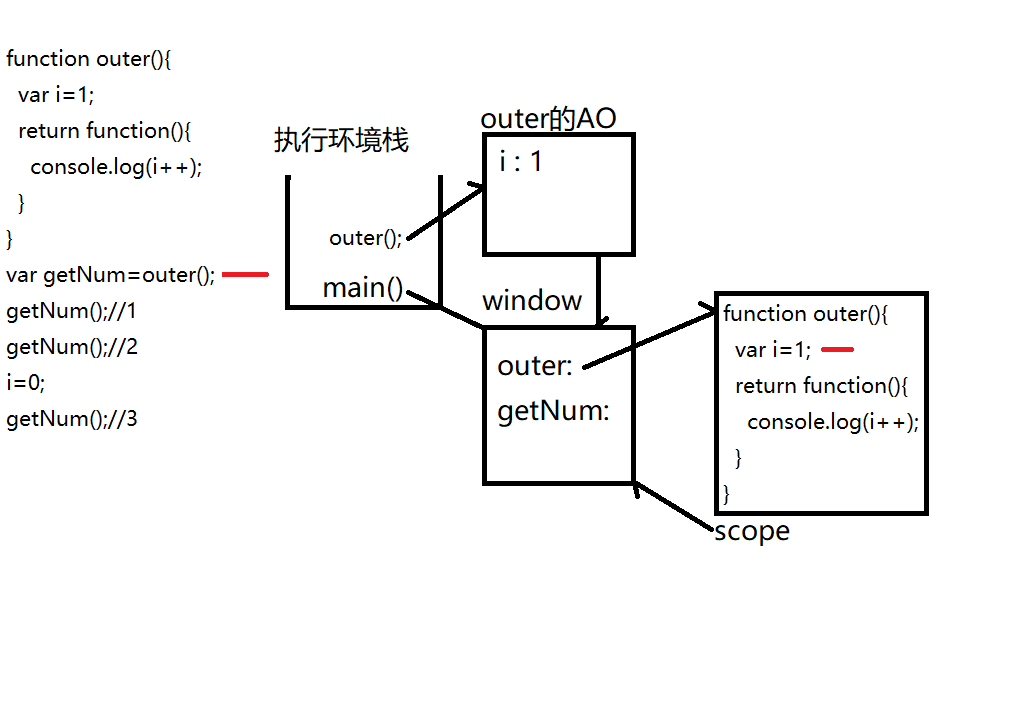 function outer(){
var i=1;
return function(){
console.log(i++);
}
}
var getNum=outer();
getNum();//1
getNum();//2
i=0;
getNum();//3
执行环境栈
outer();
main()
outer的AO
i : 1
window
outer:
getNum:
function outer(){
var i=1;
return function(){
console.log(i++);
}
}
scope